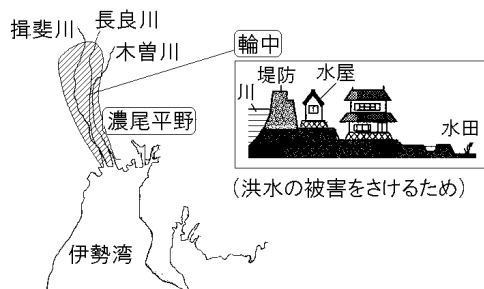 揖斐川
長良川
木曽川
輪中
濃尾平野
伊勢湾
川
堤防
水屋
水田
(洪水の被害をさけるため)